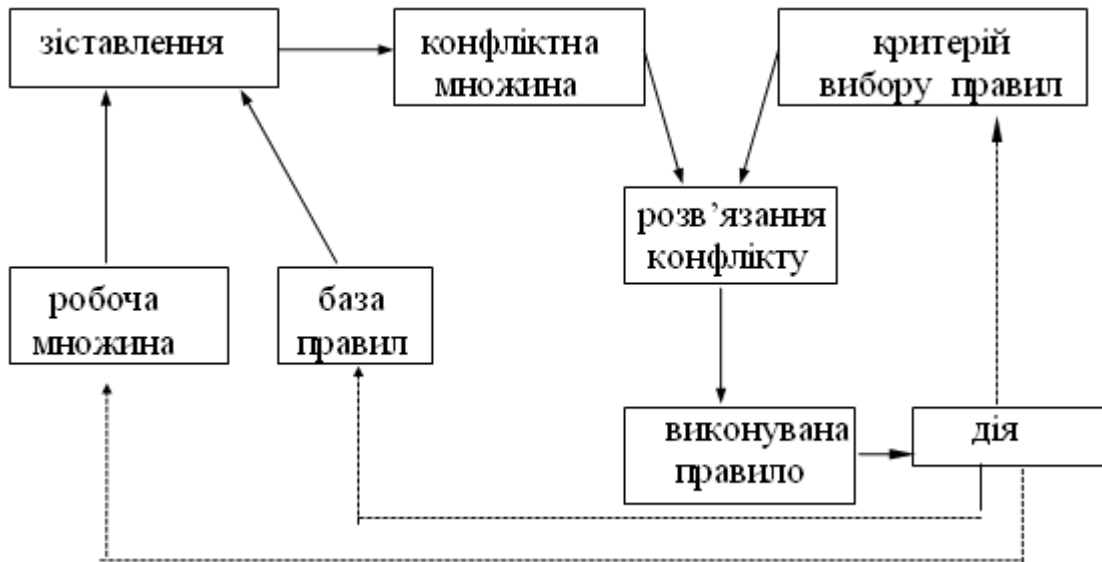 зіставлення
конфліктна
множина
критерій
вибору правил
розв’язання
конфлікту
робоча
множина
база
правил
виконувана
правило
дія